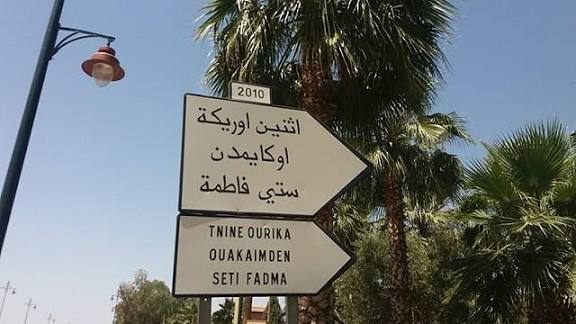 2010
اثنين اوريكة
اوكايمدن
ستي فاطمة
TNINE OURIKA
OUAKAIMDEN
SETI FADMA